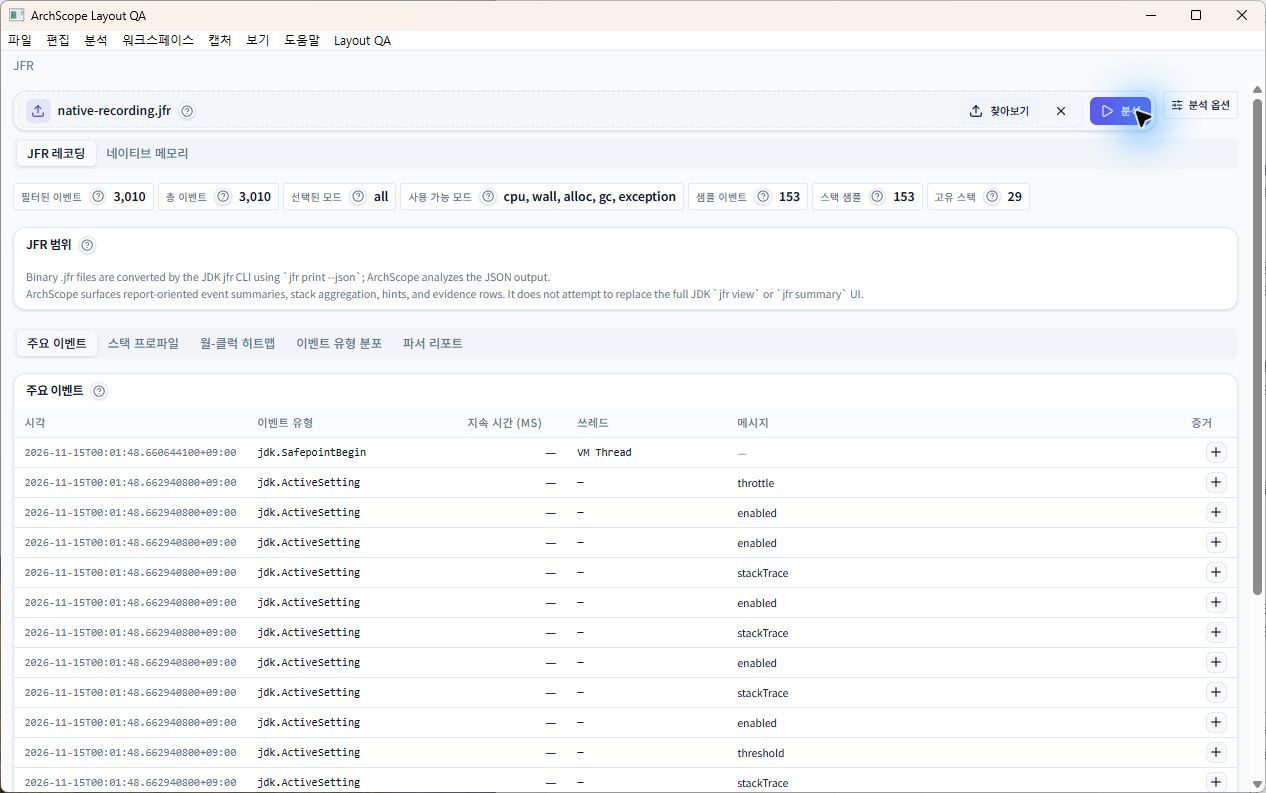 ArchScope Layout QA
파일 편집 분석 워크스페이스 캡처 보기 도움말 Layout QA
JFR
native-recording.jfr 찾아보기 분석 옵션
JFR 레코딩 네이티브 메모리
필터된 이벤트 3,010 총 이벤트 3,010 선택된 모드 all 사용 가능 모드 cpu, wall, alloc, gc, exception 샘플 이벤트 153 스택 샘플 153 고유 스택 29
JFR 범위
Binary .jfr files are converted by the JDK jfr CLI using `jfr print --json`; ArchScope analyzes the JSON output.
ArchScope surfaces report-oriented event summaries, stack aggregation, hints, and evidence rows. It does not attempt to replace the full JDK `jfr view` or `jfr summary` UI.
주요 이벤트 스택 프로파일 월-클럭 히트맵 이벤트 유형 분포 파서 리포트
주요 이벤트
시각 이벤트 유형 지속 시간 (MS) 쓰레드 메시지 증거
2026-11-15T00:01:48.660644100+09:00 jdk.SafepointBegin — VM Thread —
2026-11-15T00:01:48.662940800+09:00 jdk.ActiveSetting — — throttle
2026-11-15T00:01:48.662940800+09:00 jdk.ActiveSetting — — enabled
2026-11-15T00:01:48.662940800+09:00 jdk.ActiveSetting — — enabled
2026-11-15T00:01:48.662940800+09:00 jdk.ActiveSetting — — stackTrace
2026-11-15T00:01:48.662940800+09:00 jdk.ActiveSetting — — enabled
2026-11-15T00:01:48.662940800+09:00 jdk.ActiveSetting — — stackTrace
2026-11-15T00:01:48.662940800+09:00 jdk.ActiveSetting — — enabled
2026-11-15T00:01:48.662940800+09:00 jdk.ActiveSetting — — stackTrace
2026-11-15T00:01:48.662940800+09:00 jdk.ActiveSetting — — enabled
2026-11-15T00:01:48.662940800+09:00 jdk.ActiveSetting — — threshold
2026-11-15T00:01:48.662940800+09:00 jdk.ActiveSetting — — stackTrace